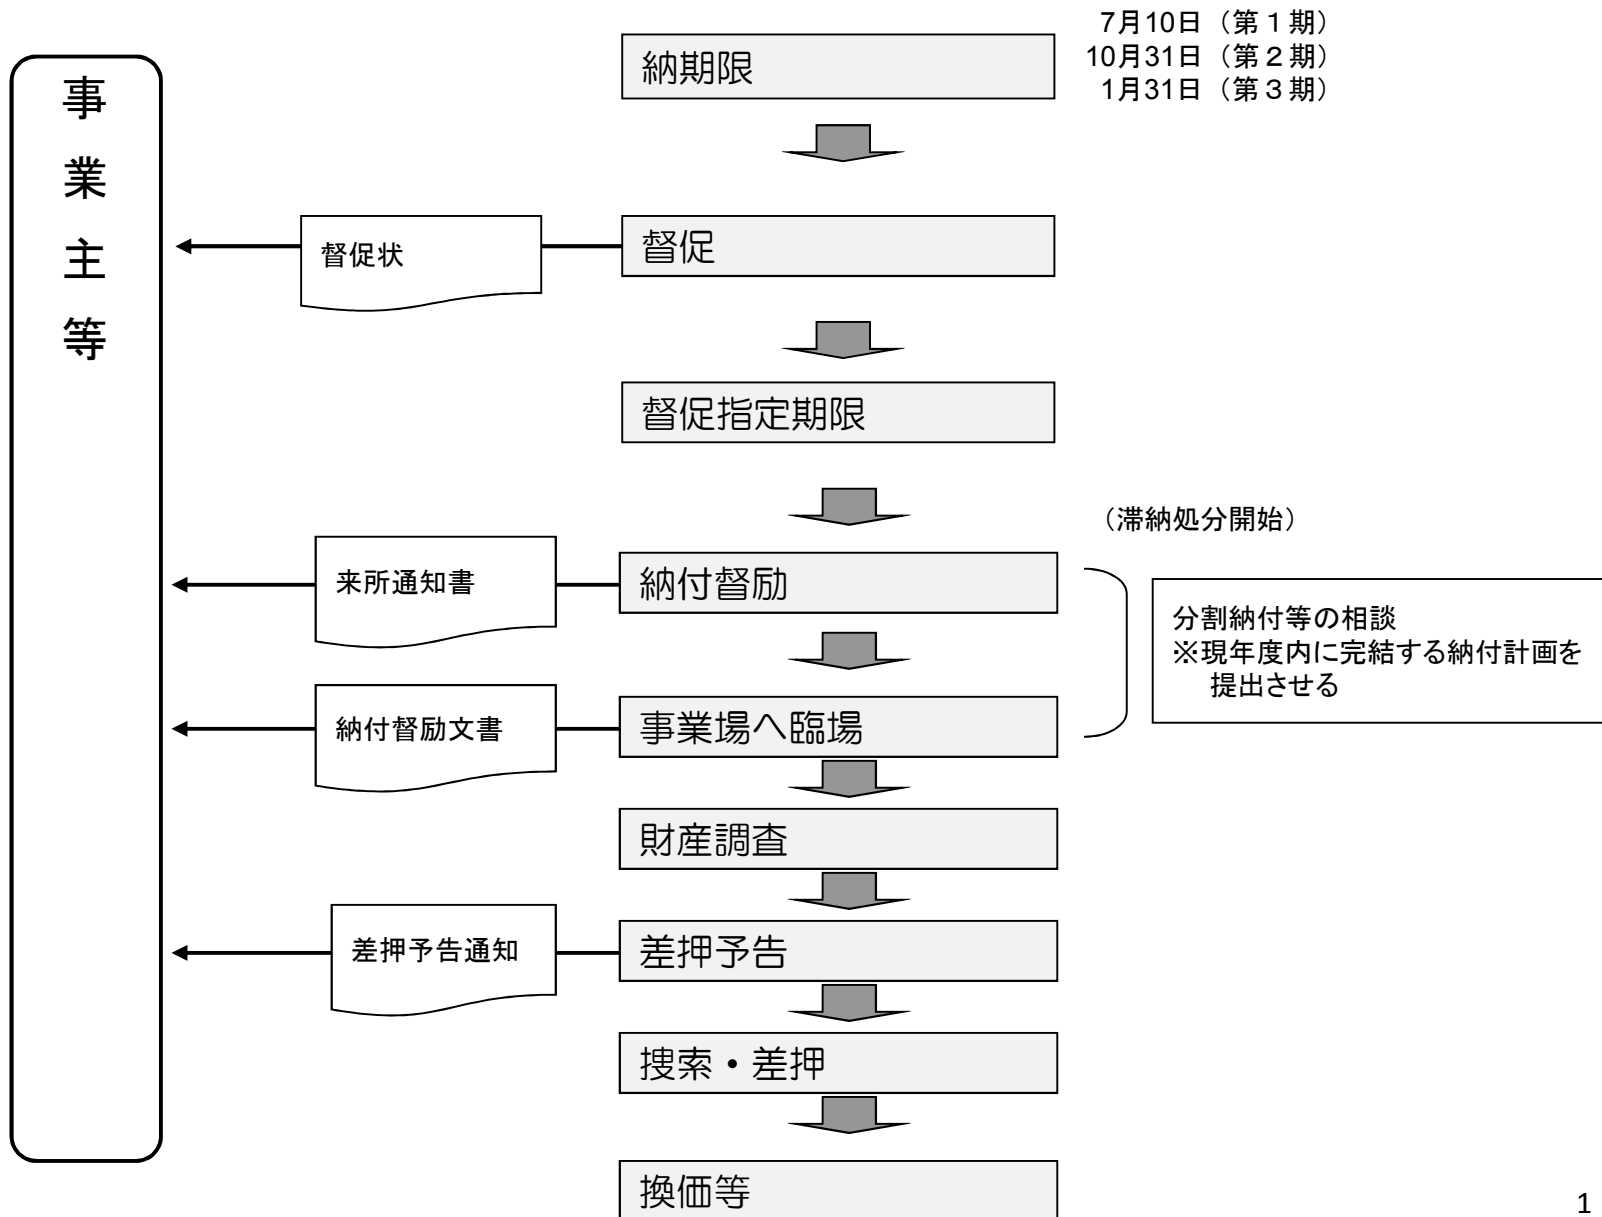 事業主等
納期限
7月10日（第１期）
10月31日（第２期）
1月31日（第３期）
督促状
督促
督促指定期限
（滞納処分開始）
来所通知書
納付督励
分割納付等の相談
※現年度内に完結する納付計画を
提出させる
納付督励文書
事業場へ臨場
財産調査
差押予告通知
差押予告
捜索・差押
換価等
1